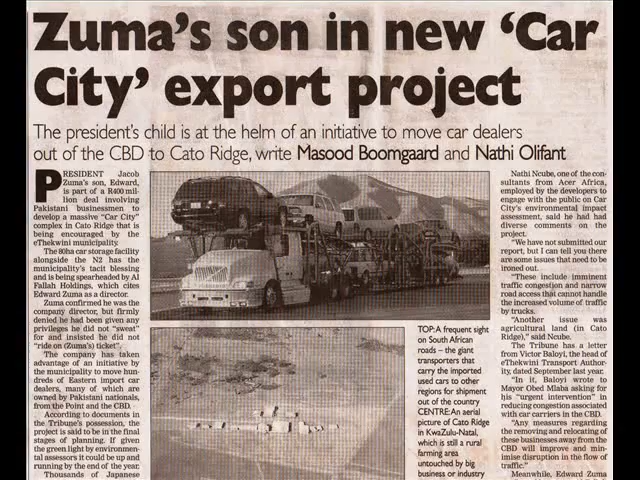 Zuma's son in new 'Car
City' export project
The president's child is at the helm of an initiative to move car dealers
out of the CBD to Cato Ridge, write Masood Boomgaard and Nathi Olifant
PRESIDENT Jacob
Zuma's son, Edward,
is part of a R400 mil-
lion deal involving
Pakistani businessmen to
develop a massive "Car City"
complex in Cato Ridge that is
being encouraged by the
eThekwini municipality.
The 80ha car storage facility
alongside the N2 has the
municipality's tacit blessing
and is being spearheaded by Al
Fallah Holdings, which cites
Edward Zuma as a director.
Zuma confirmed he was the
company director, but firmly
denied he had been given any
privileges he did not "sweat"
for and insisted he did not
"ride on (Zuma's) ticket".
The company has taken
advantage of an initiative by
the municipality to move hun-
dreds of Eastern import car
dealers, many of which are
owned by Pakistani nationals,
from the Point and the CBD.
According to documents in
the Tribune's possession, the
project is said to be in the final
stages of planning. If given
the green light by environmen-
tal assessors it could be up and
running by the end of the year.
Thousands of Japanese
TOP: A frequent sight
on South African
roads – the giant
transporters that
carry the imported
used cars to other
regions for shipment
out of the country
CENTRE: An aerial
picture of Cato Ridge
in KwaZulu-Natal,
which is still a rural
farming area
untouched by big
business or industry
Nathi Ncube, one of the con-
sultants from Acer Africa,
employed by the developers to
engage with the public on Car
City's environmental impact
assessment, said he had had
diverse comments on the
project.
"We have not submitted our
report, but I can tell you there
are some issues that need to be
ironed out.
"These include imminent
traffic congestion and narrow
road access that cannot handle
the increased volume of traffic
by trucks.
"Another issue was
agricultural land (in Cato
Ridge)," said Ncube.
The Tribune has a letter
from Victor Baloyi, the head of
eThekwini Transport Author-
ity, dated September last year.
"In it, Baloyi wrote to
Mayor Obed Mlaba asking for
his "urgent intervention" in
reducing congestion associated
with car carriers in the CBD.
"Any measures regarding
the removing and relocating of
these businesses away from the
CBD will improve and min-
imise disruption in the flow of
traffic."
Meanwhile, Edward Zuma